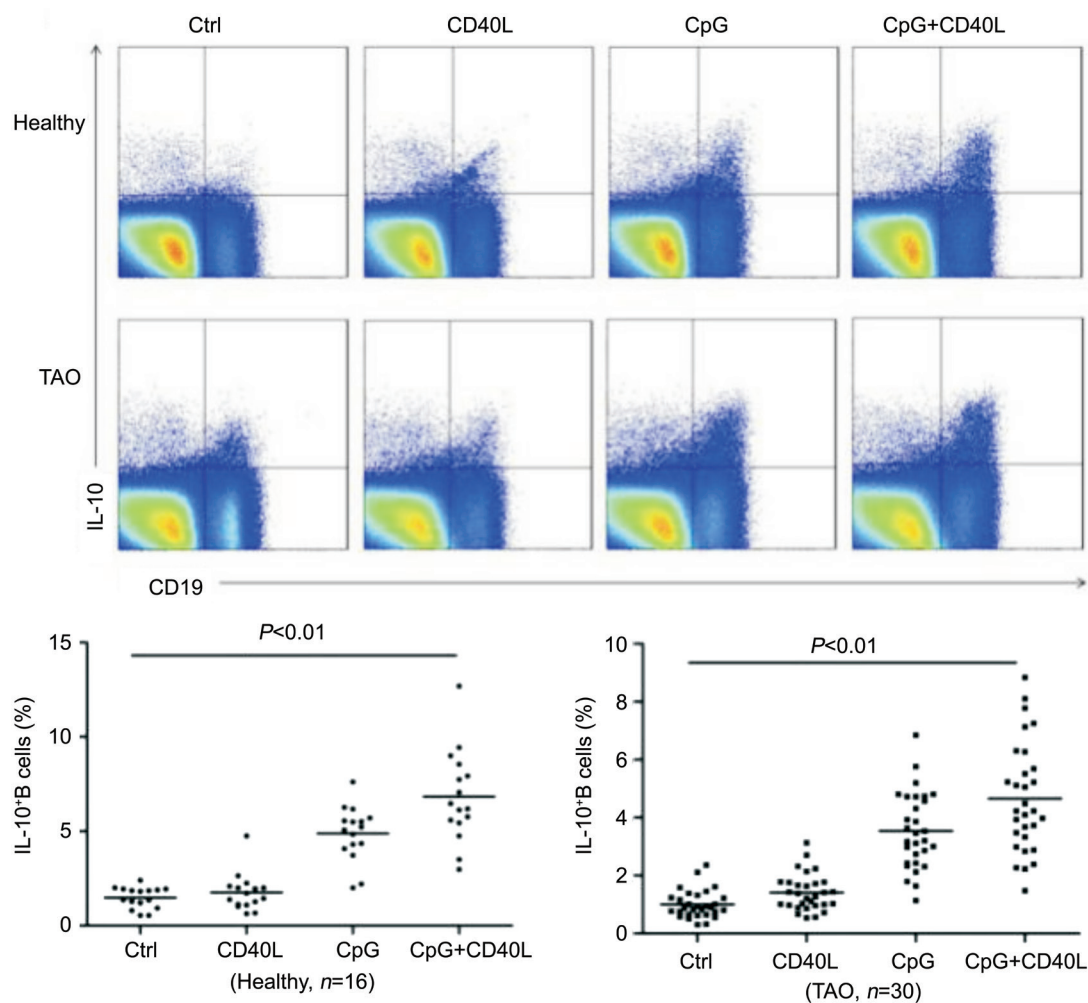 Ctrl CD40L CpG CpG+CD40L
Healthy
TAO
IL-10
CD19
P<0.01
15
10
5
0
IL-10⁺B cells (%)
Ctrl CD40L CpG CpG+CD40L
(Healthy, n=16)
P<0.01
10
8
6
4
2
0
IL-10⁺B cells (%)
Ctrl CD40L CpG CpG+CD40L
(TAO, n=30)